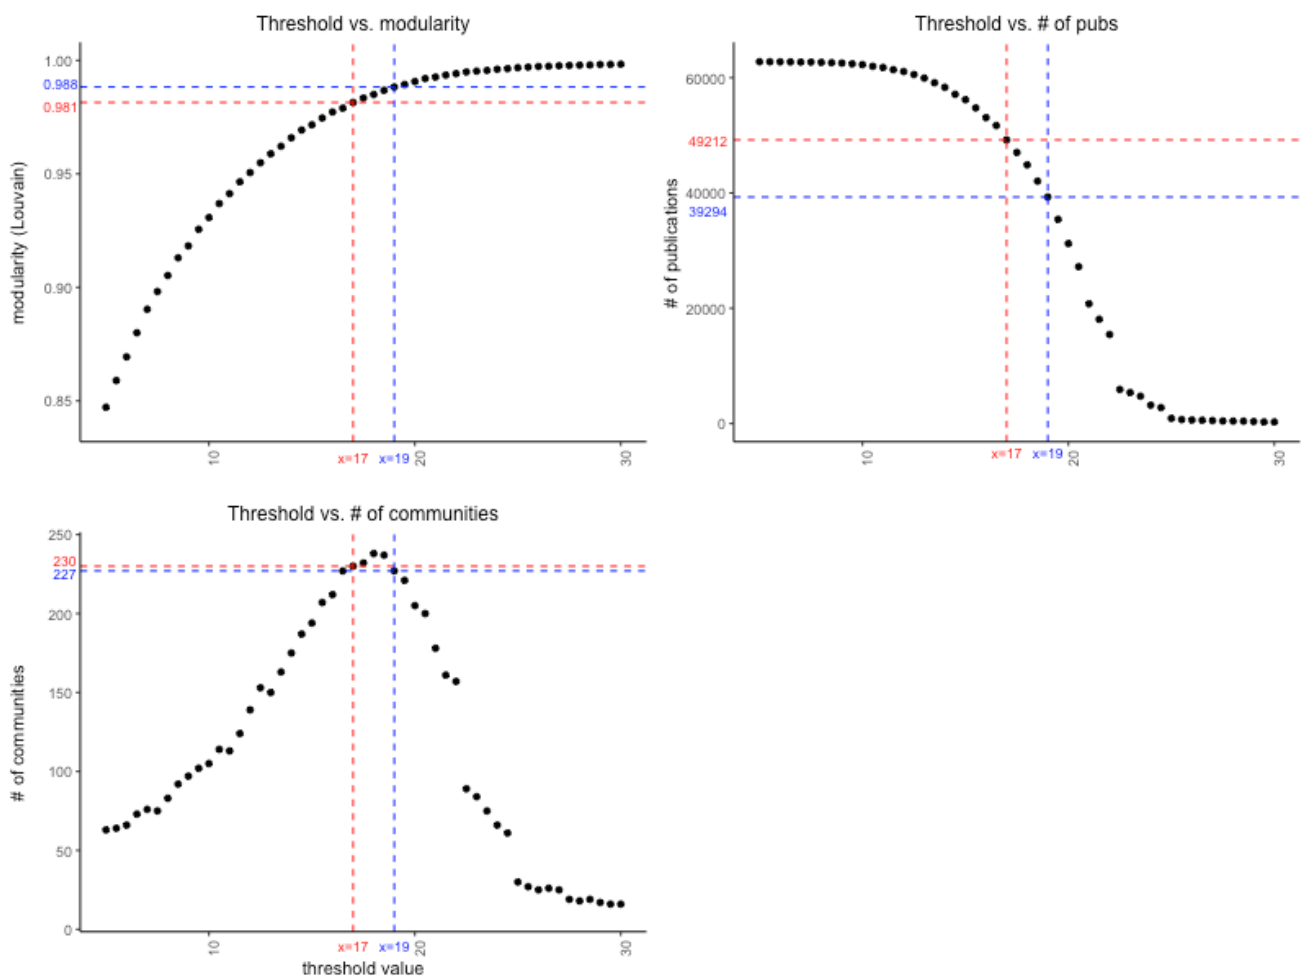 Threshold vs. modularity
modularity (Louvain)
1.00
0.988
0.981
0.95
0.90
0.85
10
x=17
x=19
20
30
Threshold vs. # of pubs
# of publications
60000
49212
40000
39294
20000
0
10
x=17
x=19
20
30
Threshold vs. # of communities
# of communities
250
230
227
200
150
100
50
0
10
x=17
x=19
20
30
threshold value